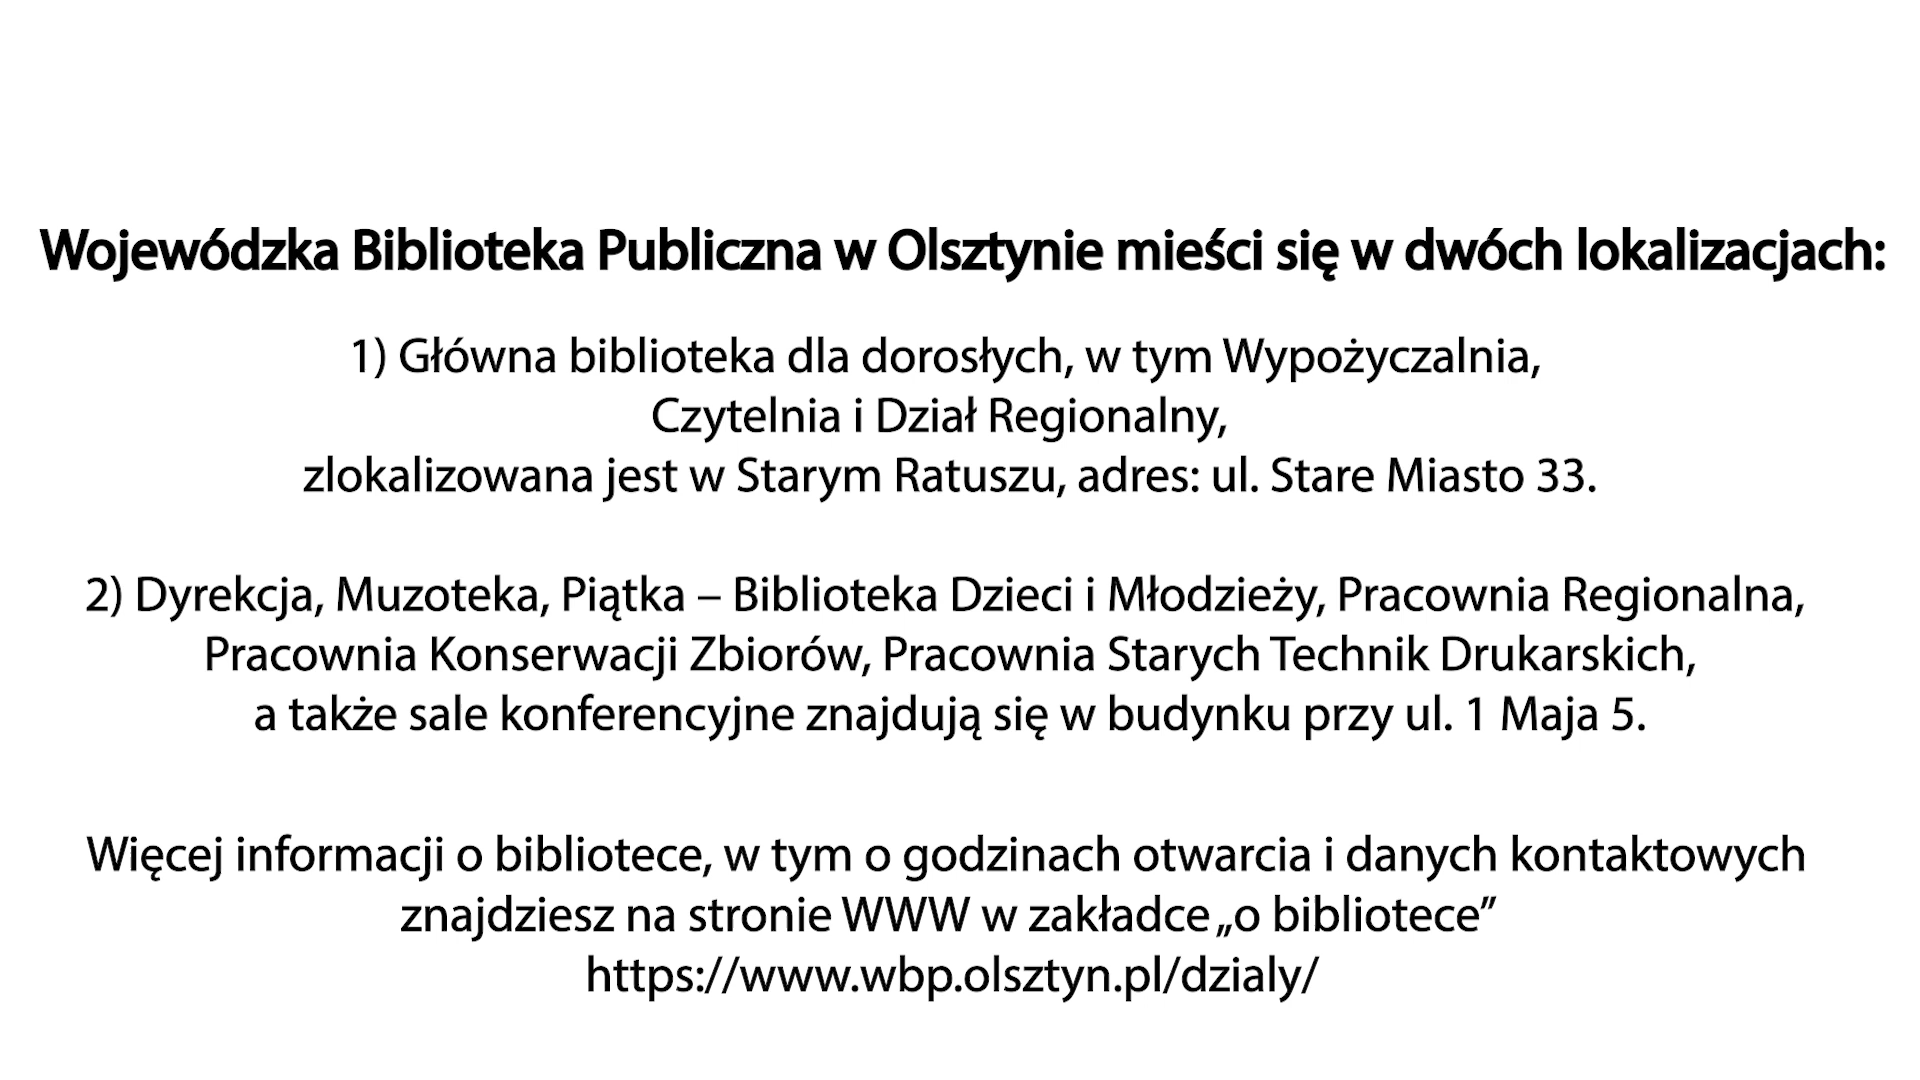 Wojewódzka Biblioteka Publiczna w Olsztynie mieści się w dwóch lokalizacjach:
1) Główna biblioteka dla dorosłych, w tym Wypożyczalnia,
Czytelnia i Dział Regionalny,
zlokalizowana jest w Starym Ratuszu, adres: ul. Stare Miasto 33.
2) Dyrekcja, Muzoteka, Piątka – Biblioteka Dzieci i Młodzieży, Pracownia Regionalna,
Pracownia Konserwacji Zbiorów, Pracownia Starych Technik Drukarskich,
a także sale konferencyjne znajdują się w budynku przy ul. 1 Maja 5.
Więcej informacji o bibliotece, w tym o godzinach otwarcia i danych kontaktowych
znajdziesz na stronie WWW w zakładce „o bibliotece”
https://www.wbp.olsztyn.pl/dzialy/